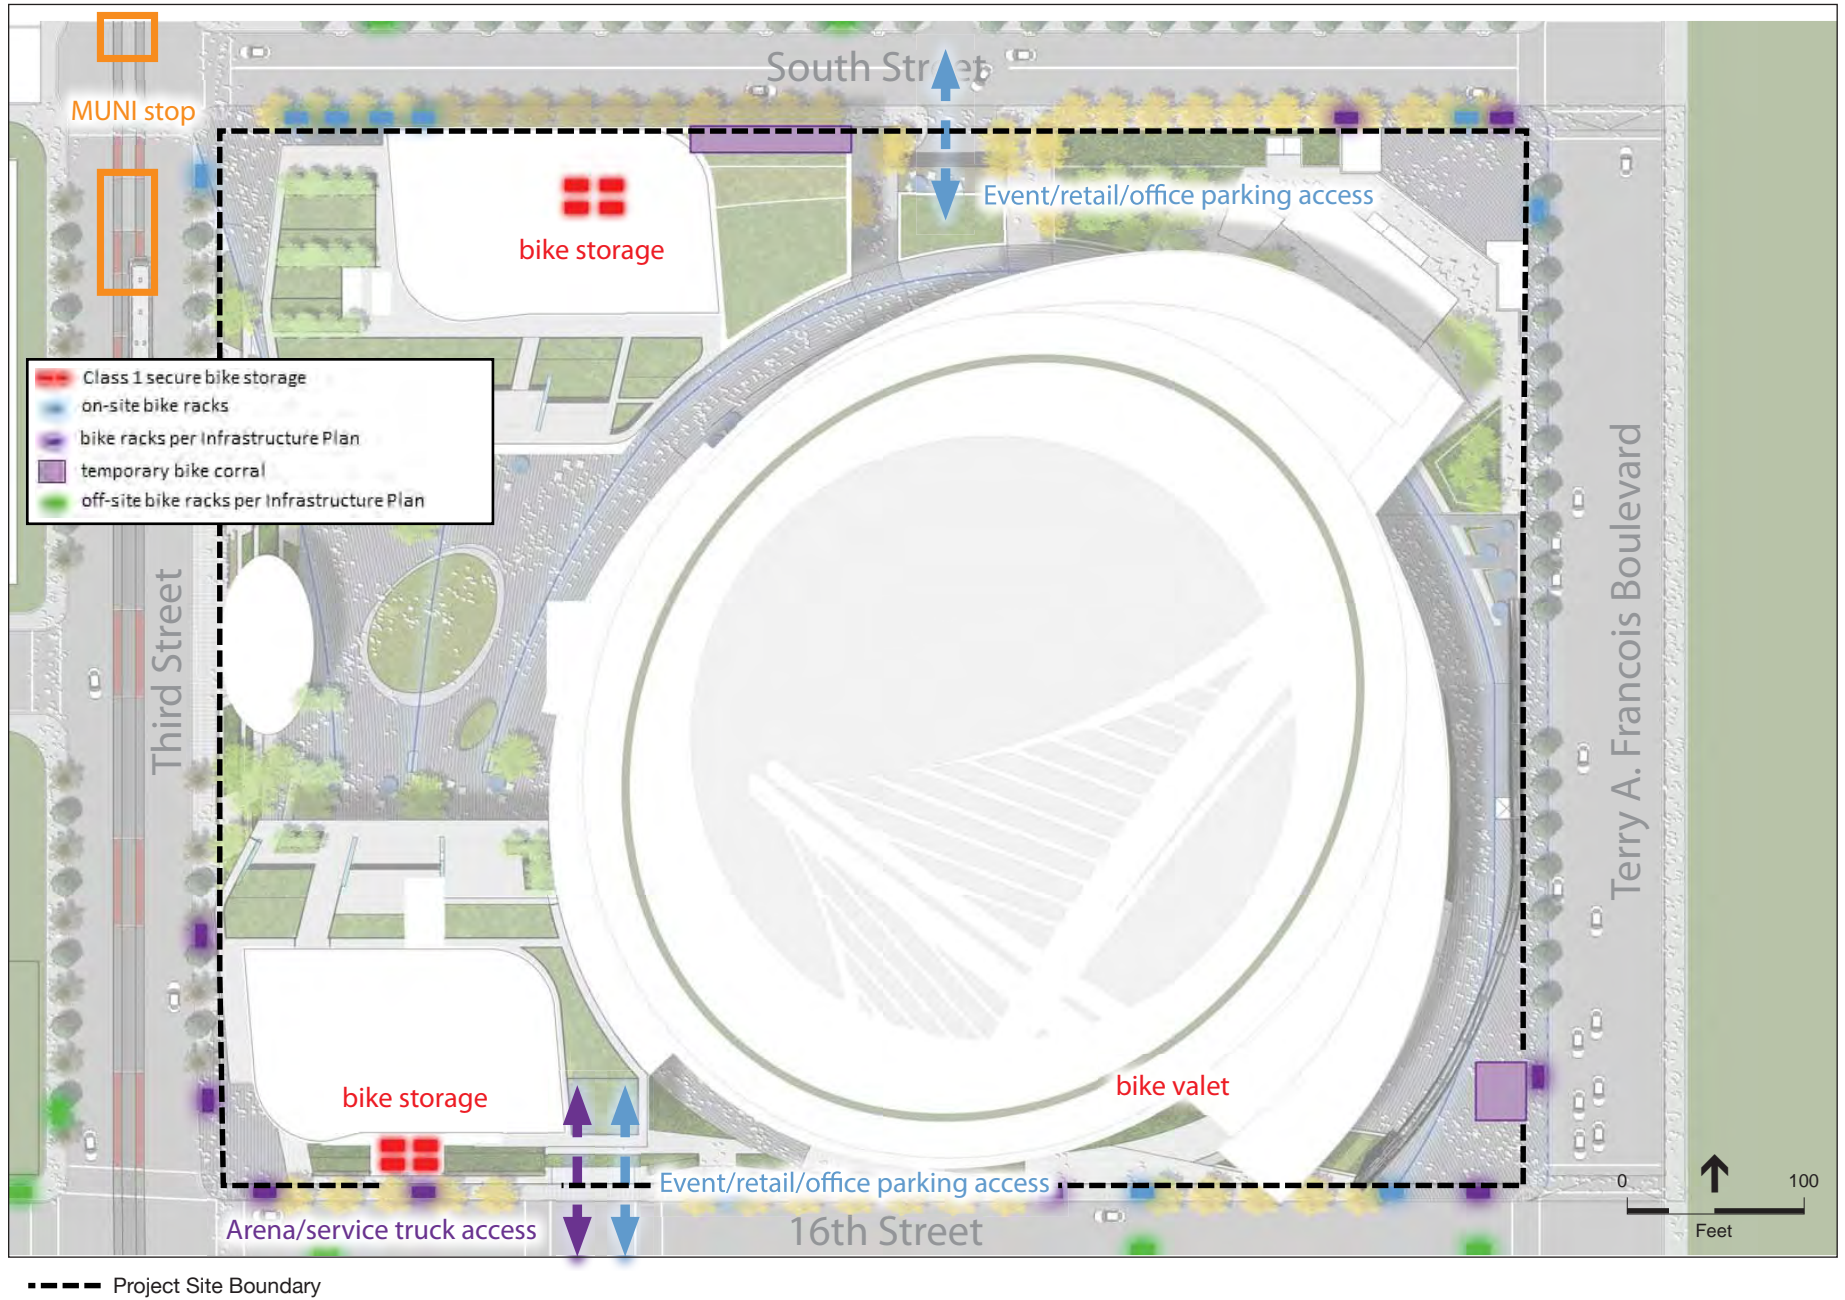 South Street
MUNI stop
Event/retail/office parking access
bike storage
Class 1 secure bike storage
on-site bike racks
bike racks per Infrastructure Plan
temporary bike corral
off-site bike racks per Infrastructure Plan
Third Street
Terry A. Francois Boulevard
bike storage
bike valet
Event/retail/office parking access
Arena/service truck access
16th Street
0 100
Feet
Project Site Boundary